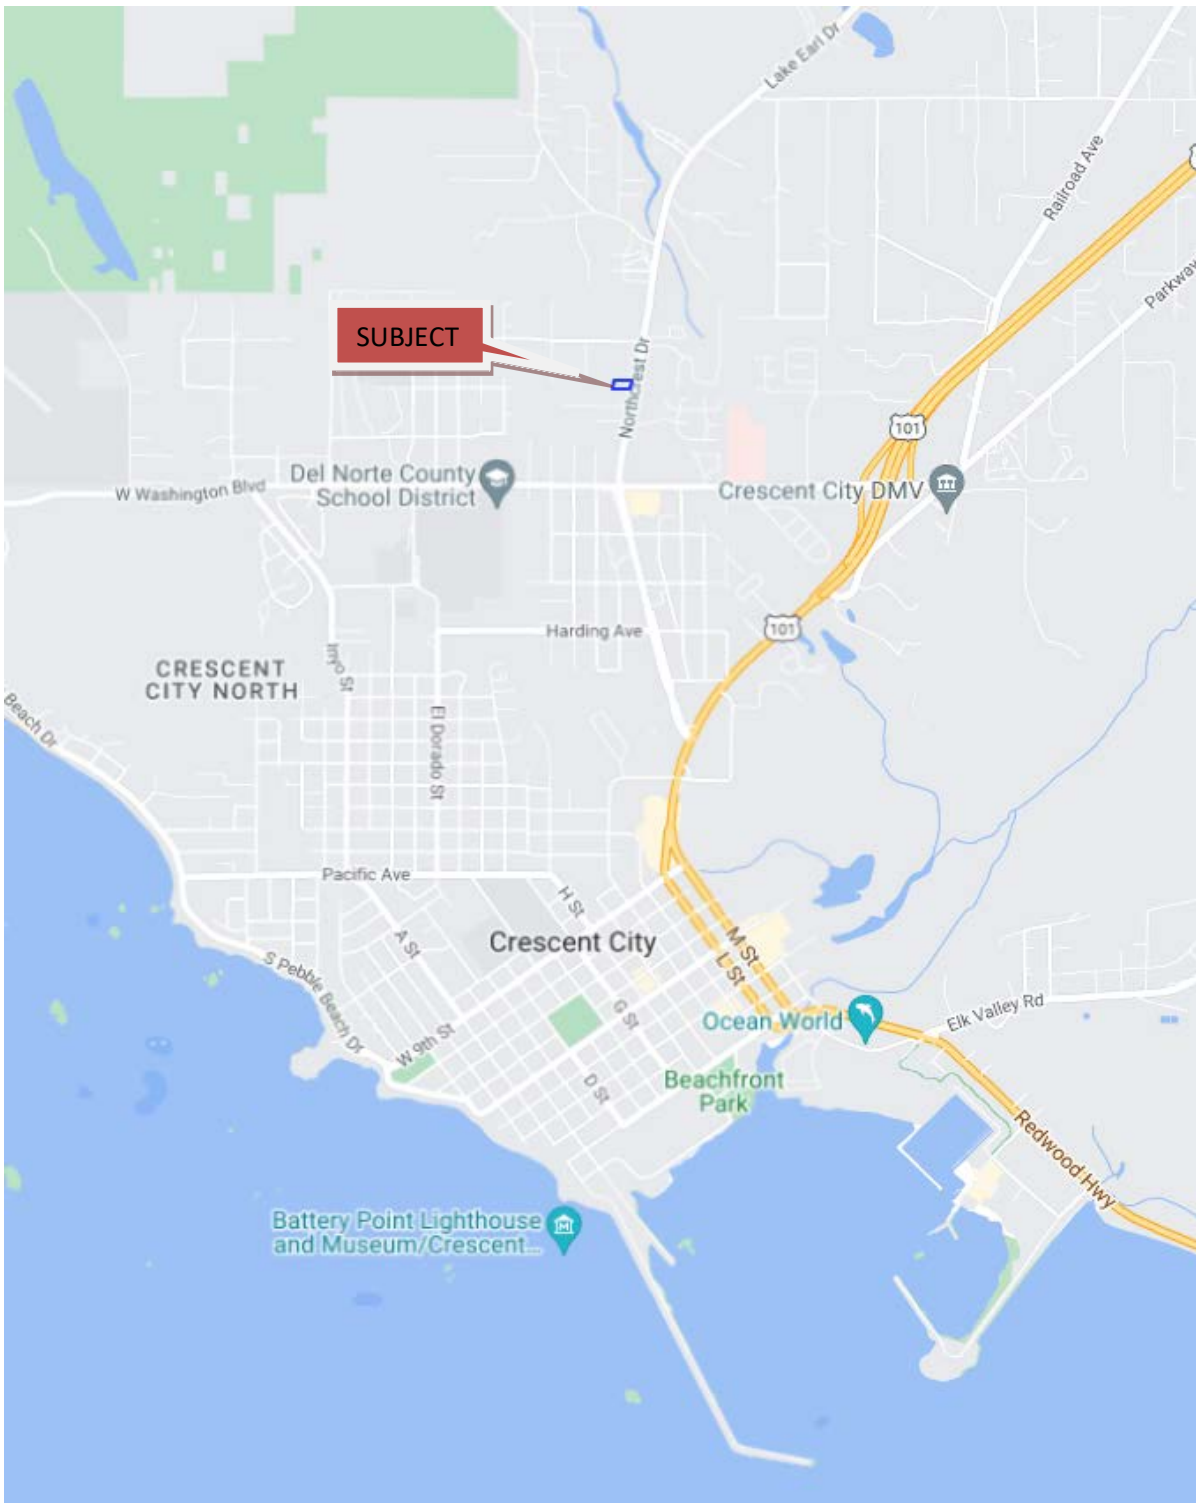 Lake Earl Dr
Railroad Ave
Parkway
SUBJECT
Northcrest Dr
101
Del Norte County
School District
W Washington Blvd
Crescent City DMV
101
Harding Ave
Inyo St
CRESCENT
CITY NORTH
El Dorado St
Beach Dr
Pacific Ave
H St
A St
Crescent City
M St
L St
S Pebble Beach Dr
G St
W 9th St
Ocean World
Elk Valley Rd
D St
Beachfront
Park
Redwood Hwy
Battery Point Lighthouse
and Museum/Crescent...